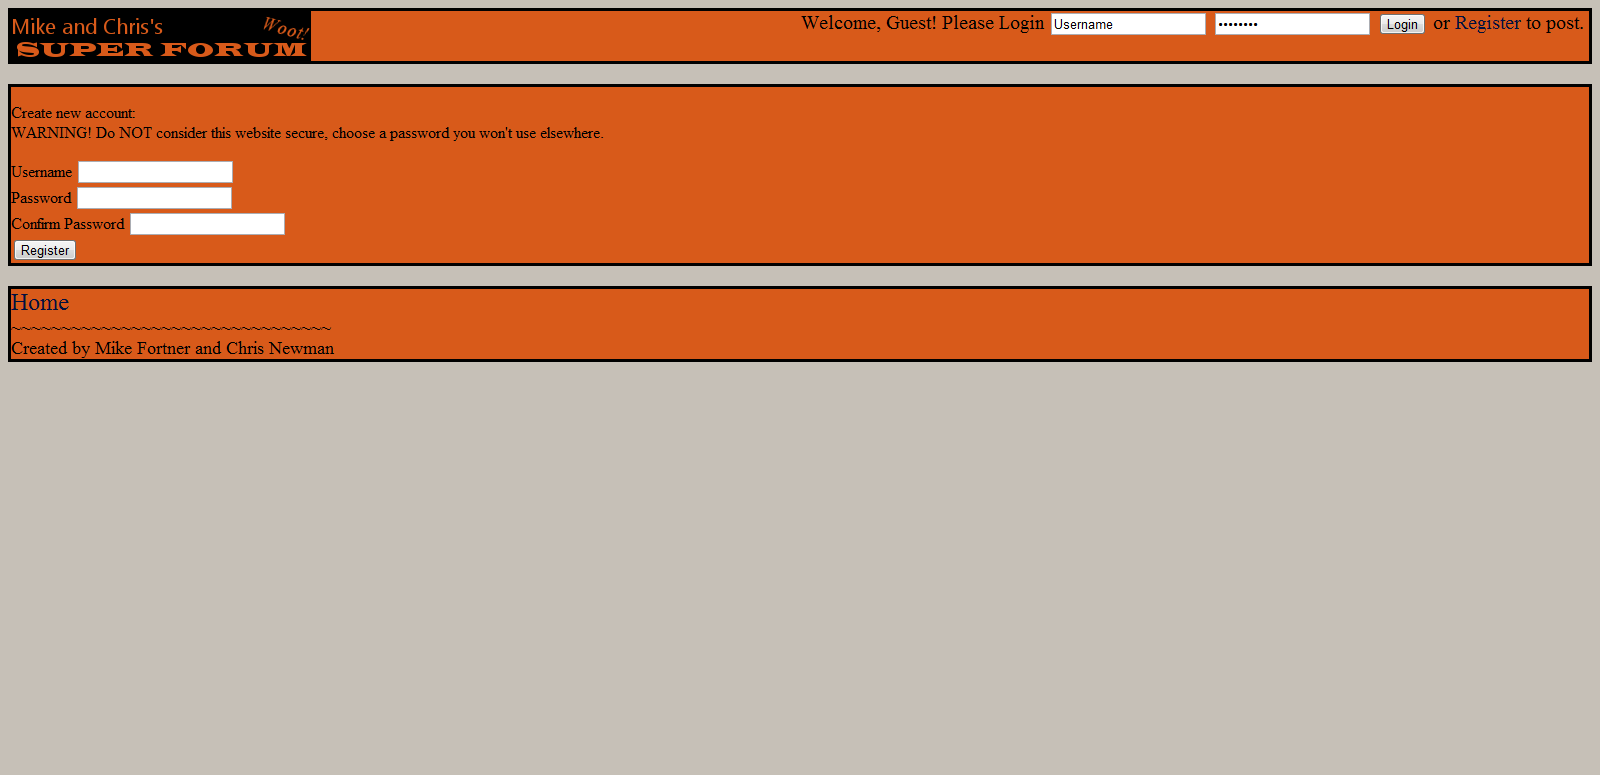 Mike and Chris's
Woot!
SUPER FORUM
Welcome, Guest! Please Login Username •••••••• Login or Register to post.
Create new account:
WARNING! Do NOT consider this website secure, choose a password you won't use elsewhere.
Username
Password
Confirm Password
Register
Home
~~~~~~~~~~~~~~~~~~~~~~~~~~~~~~~~
Created by Mike Fortner and Chris Newman